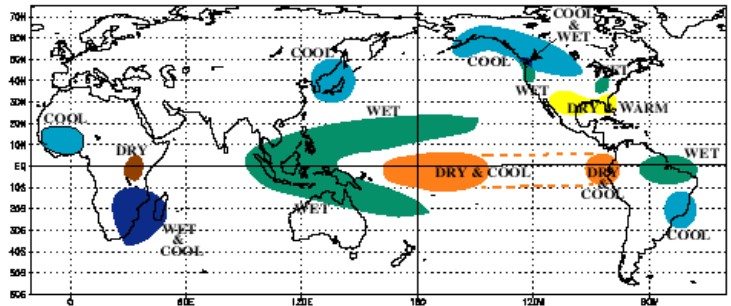 70N
60N
50N
40N
30N
20N
10N
EQ
10S
20S
30S
40S
50S
60S
0
60E
120E
180
120W
60W
COOL
DRY
WET
&
COOL
COOL
WET
WET
DRY & COOL
COOL
&
WET
COOL
WET
WET
DRY & WARM
DRY
&
COOL
WET
COOL